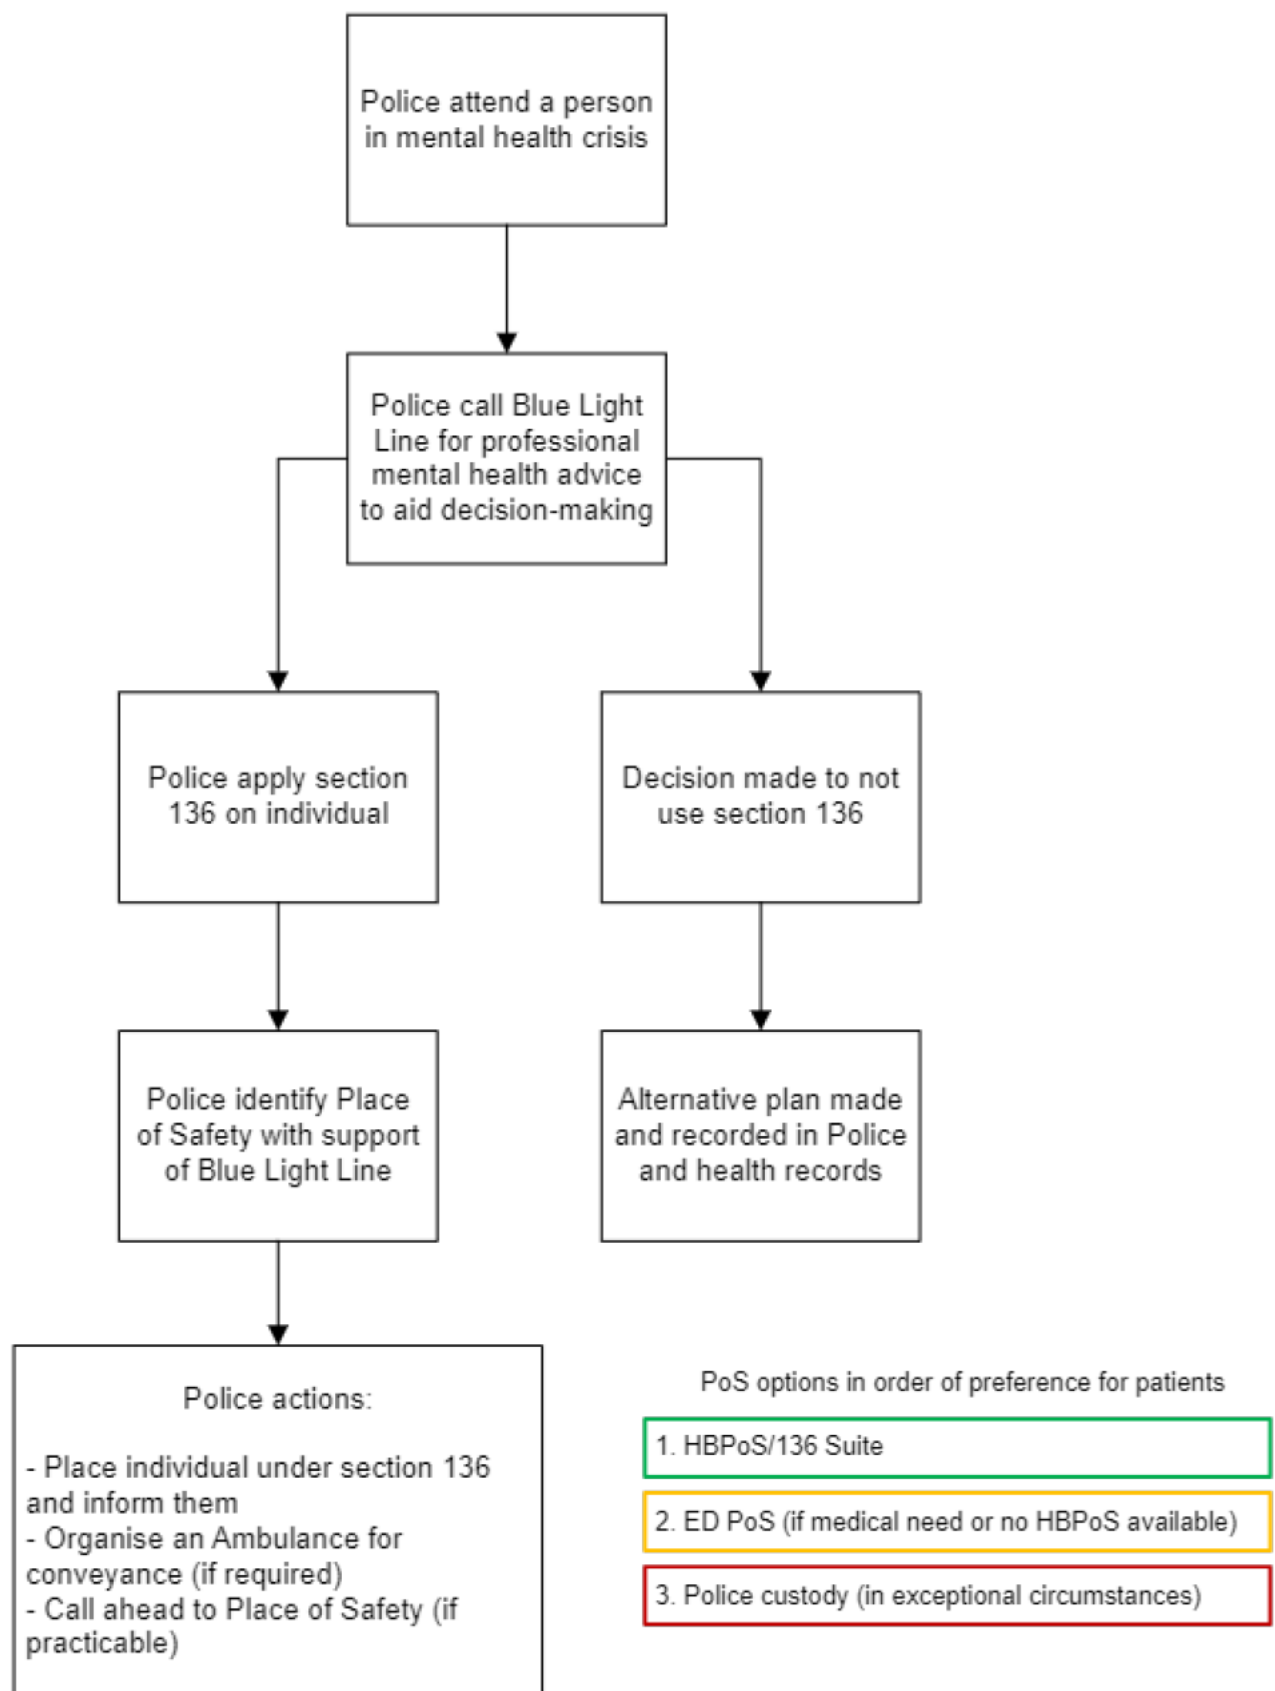 Police attend a person
in mental health crisis
Police call Blue Light
Line for professional
mental health advice
to aid decision-making
Police apply section
136 on individual
Decision made to not
use section 136
Police identify Place
of Safety with support
of Blue Light Line
Alternative plan made
and recorded in Police
and health records
Police actions:
- Place individual under section 136
and inform them
- Organise an Ambulance for
conveyance (if required)
- Call ahead to Place of Safety (if
practicable)
PoS options in order of preference for patients
1. HBPoS/136 Suite
2. ED PoS (if medical need or no HBPoS available)
3. Police custody (in exceptional circumstances)